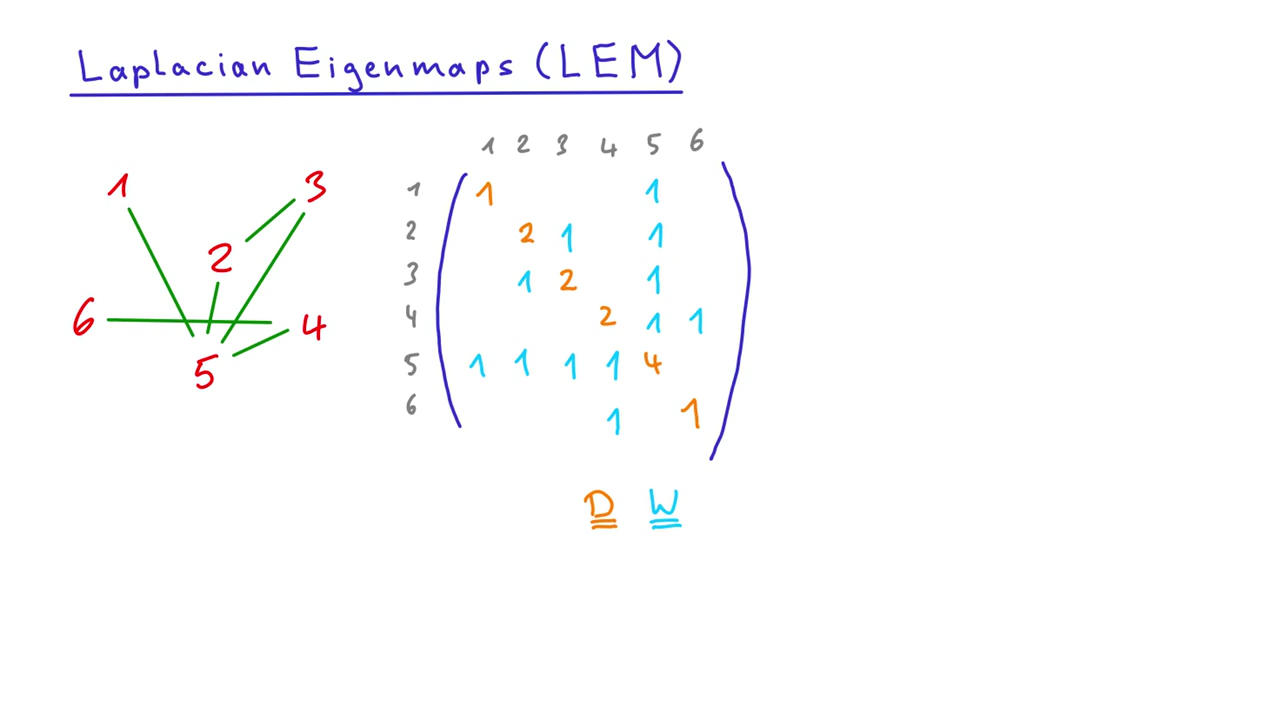 Laplacian Eigenmaps (LEM)
1 2 3 4 5 6
1 3
2
6 4
5
1 1 1
2 2 1 1
3 1 2 1
4 2 1 1
5 1 1 1 1 4
6 1 1
D W